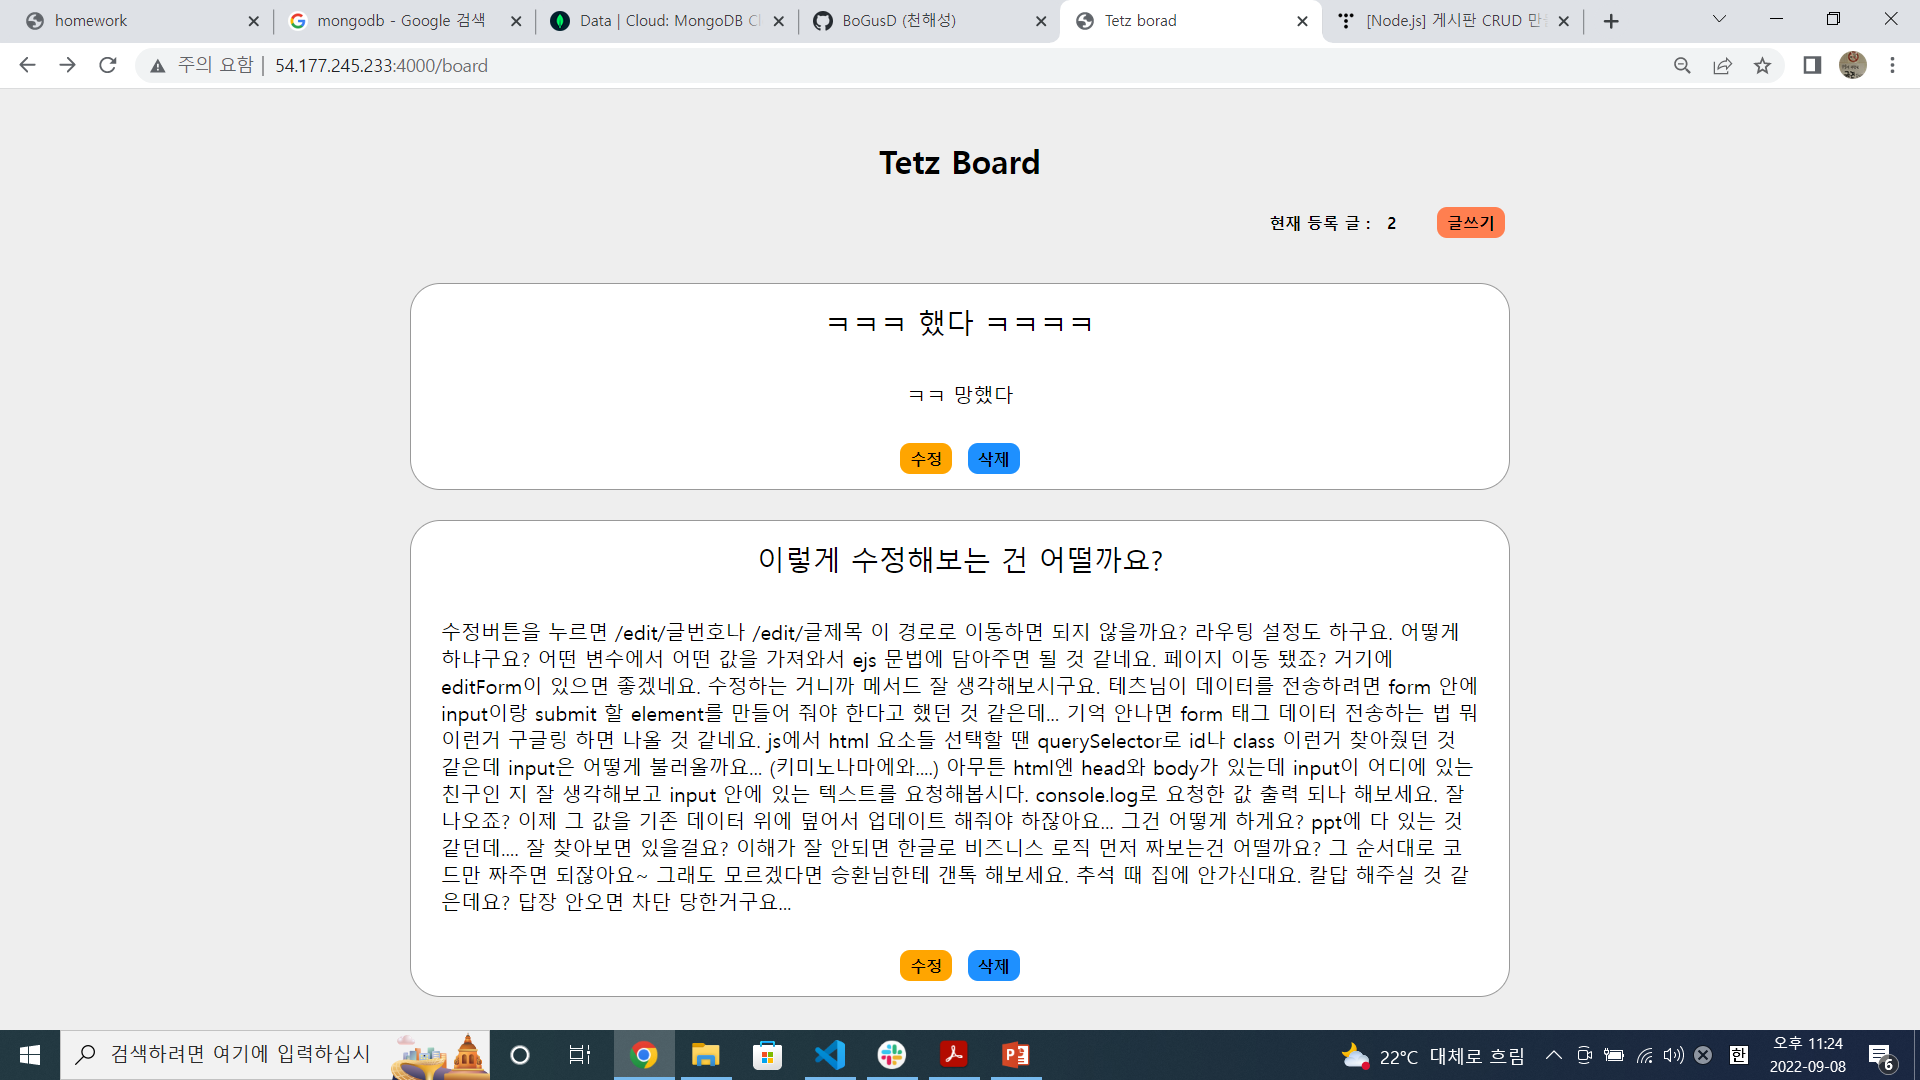 homework
mongodb - Google 검색
Data | Cloud: MongoDB Cl
BoGusD (천해성)
Tetz borad
[Node.js] 게시판 CRUD 만
주의 요함 | 54.177.245.233:4000/board
Tetz Board
현재 등록 글 : 2 글쓰기
ㅋㅋㅋ 했다 ㅋㅋㅋㅋ
ㅋㅋ 망했다
수정 삭제
이렇게 수정해보는 건 어떨까요?
수정버튼을 누르면 /edit/글번호나 /edit/글제목 이 경로로 이동하면 되지 않을까요? 라우팅 설정도 하구요. 어떻게
하냐구요? 어떤 변수에서 어떤 값을 가져와서 ejs 문법에 담아주면 될 것 같네요. 페이지 이동 됐죠? 거기에
editForm이 있으면 좋겠네요. 수정하는 거니까 메서드 잘 생각해보시구요. 테츠님이 데이터를 전송하려면 form 안에
input이랑 submit 할 element를 만들어 줘야 한다고 했던 것 같은데... 기억 안나면 form 태그 데이터 전송하는 법 뭐
이런거 구글링 하면 나올 것 같네요. js에서 html 요소들 선택할 땐 querySelector로 id나 class 이런거 찾아줬던 것
같은데 input은 어떻게 불러올까요... (키미노나마에와....) 아무튼 html엔 head와 body가 있는데 input이 어디에 있는
친구인 지 잘 생각해보고 input 안에 있는 텍스트를 요청해봅시다. console.log로 요청한 값 출력 되나 해보세요. 잘
나오죠? 이제 그 값을 기존 데이터 위에 덮어서 업데이트 해줘야 하잖아요... 그건 어떻게 하게요? ppt에 다 있는 것
같던데.... 잘 찾아보면 있을걸요? 이해가 잘 안되면 한글로 비즈니스 로직 먼저 짜보는건 어떨까요? 그 순서대로 코
드만 짜주면 되잖아요~ 그래도 모르겠다면 승환님한테 갠톡 해보세요. 추석 때 집에 안가신대요. 칼답 해주실 것 같
은데요? 답장 안오면 차단 당한거구요...
수정 삭제
검색하려면 여기에 입력하십시
22°C 대체로 흐림
한
오후 11:24
2022-09-08
6